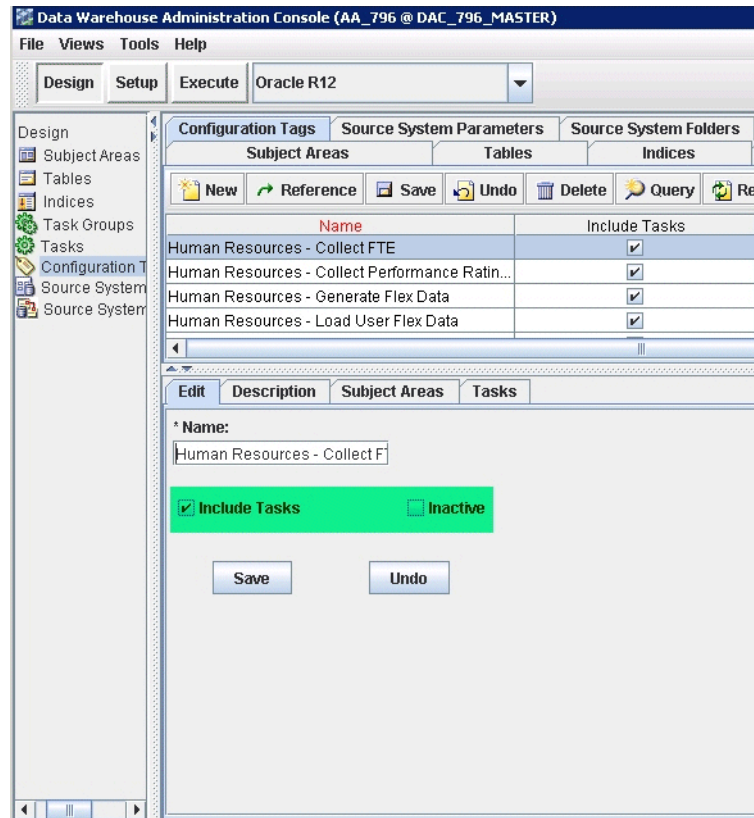 Data Warehouse Administration Console (AA_796 @ DAC_796_MASTER)
File Views Tools Help
Design Setup Execute Oracle R12
Design
Subject Areas
Tables
Indices
Task Groups
Tasks
Configuration T
Source System
Source System
Configuration Tags Source System Parameters Source System Folders
Subject Areas Tables Indices
New Reference Save Undo Delete Query Re
Name Include Tasks
Human Resources - Collect FTE
Human Resources - Collect Performance Ratin...
Human Resources - Generate Flex Data
Human Resources - Load User Flex Data
Edit Description Subject Areas Tasks
* Name:
Human Resources - Collect F
Include Tasks Inactive
Save Undo